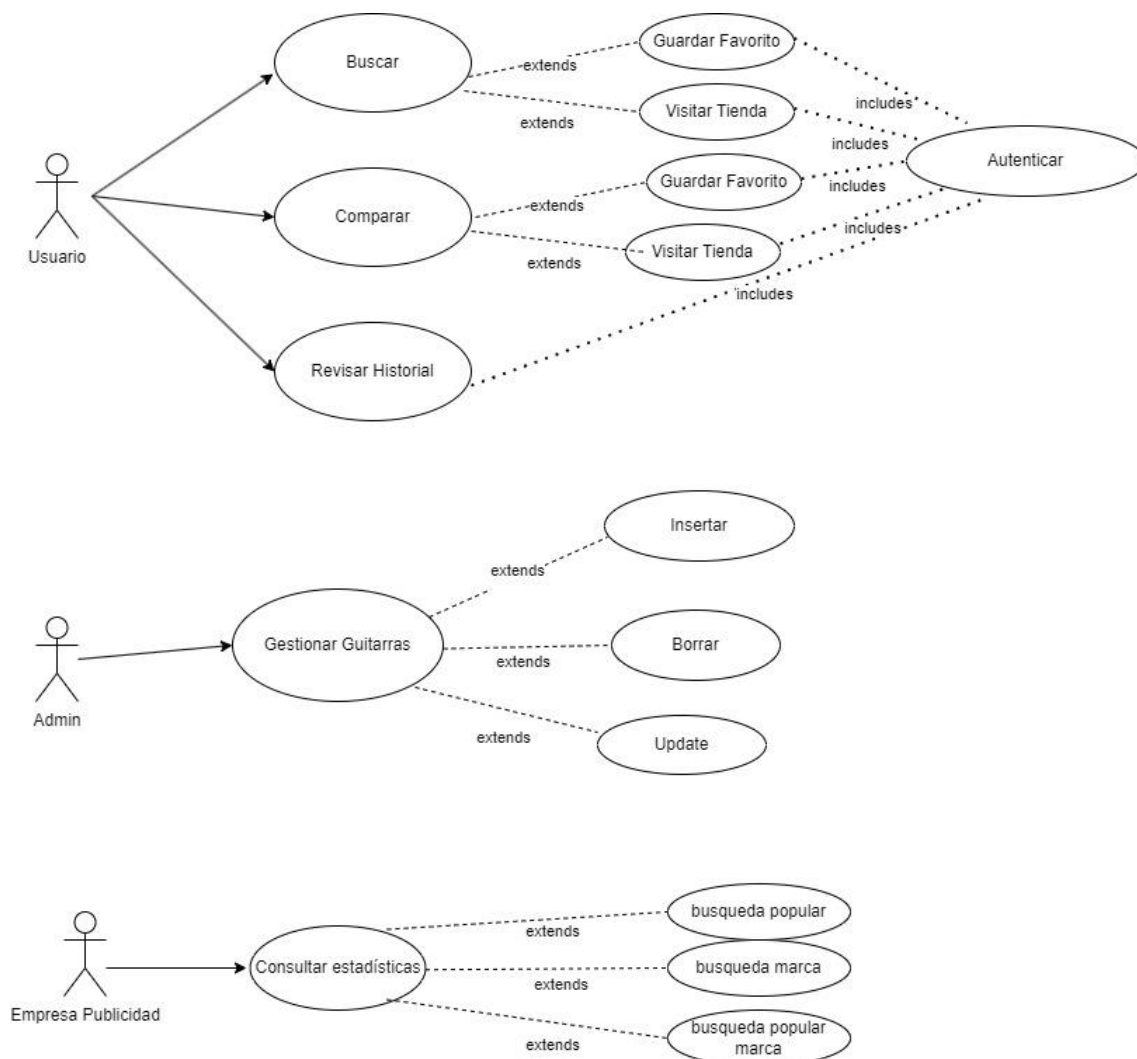 Buscar
extends
Guardar Favorito
includes
extends
Visitar Tienda
includes
Autenticar
Usuario
Comparar
extends
Guardar Favorito
includes
extends
Visitar Tienda
includes
Revisar Historial
includes
Insertar
extends
Admin
Gestionar Guitarras
extends
Borrar
extends
Update
Empresa Publicidad
Consultar estadísticas
extends
busqueda popular
extends
busqueda marca
extends
busqueda popular
marca